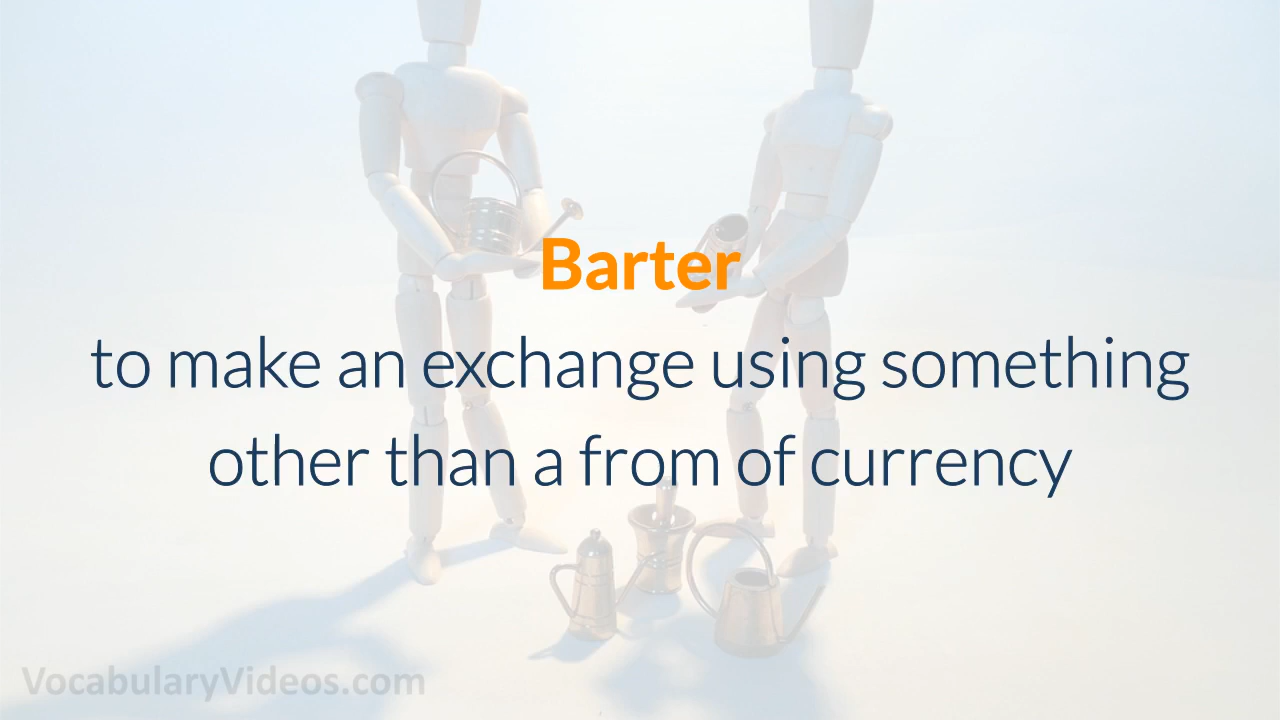 Barter
to make an exchange using something
other than a from of currency
VocabularyVideos.com